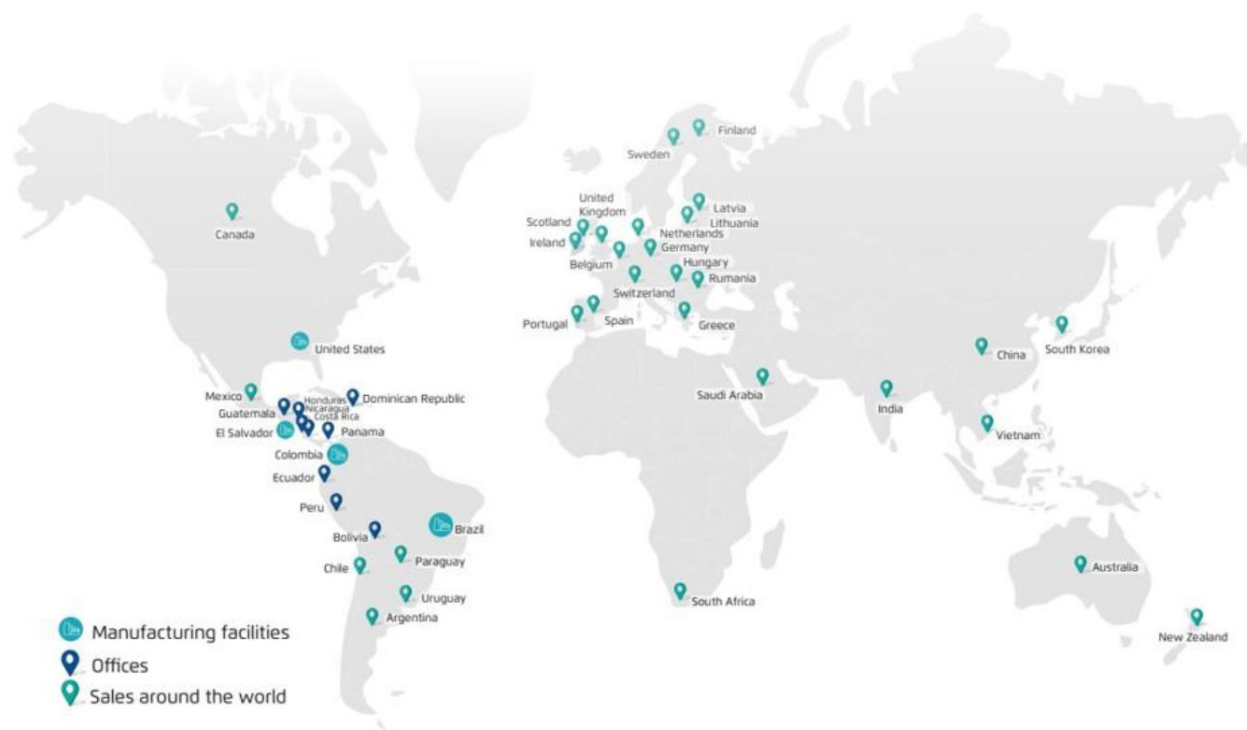 Finland
Sweden
United
Kingdom
Latvia
Scotland
Lithuania
Netherlands
Ireland
Germany
Canada
Belgium
Hungary
Rumania
Switzerland
Portugal
Spain
Greece
United States
South Korea
China
Mexico
Honduras
Dominican Republic
Saudi Arabia
Nicaragua
Guatemala
Costa Rica
India
El Salvador
Panama
Vietnam
Colombia
Ecuador
Peru
Brazil
Bolivia
Paraguay
Chile
Australia
Uruguay
South Africa
Argentina
New Zealand
Manufacturing facilities
Offices
Sales around the world